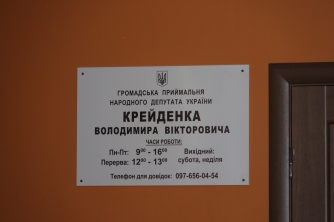 ГРОМАДСЬКА ПРИЙМАЛЬНЯ
НАРОДНОГО ДЕПУТАТА УКРАЇНИ
КРЕЙДЕНКА
ВОЛОДИМИРА ВІКТОРОВИЧА
ЧАСИ РОБОТИ:
Пн-Пт: 9⁰⁰ - 16⁰⁰ Вихідний:
Перерва: 12⁰⁰ - 13⁰⁰ субота, неділя
Телефон для довідок: 097-656-04-54